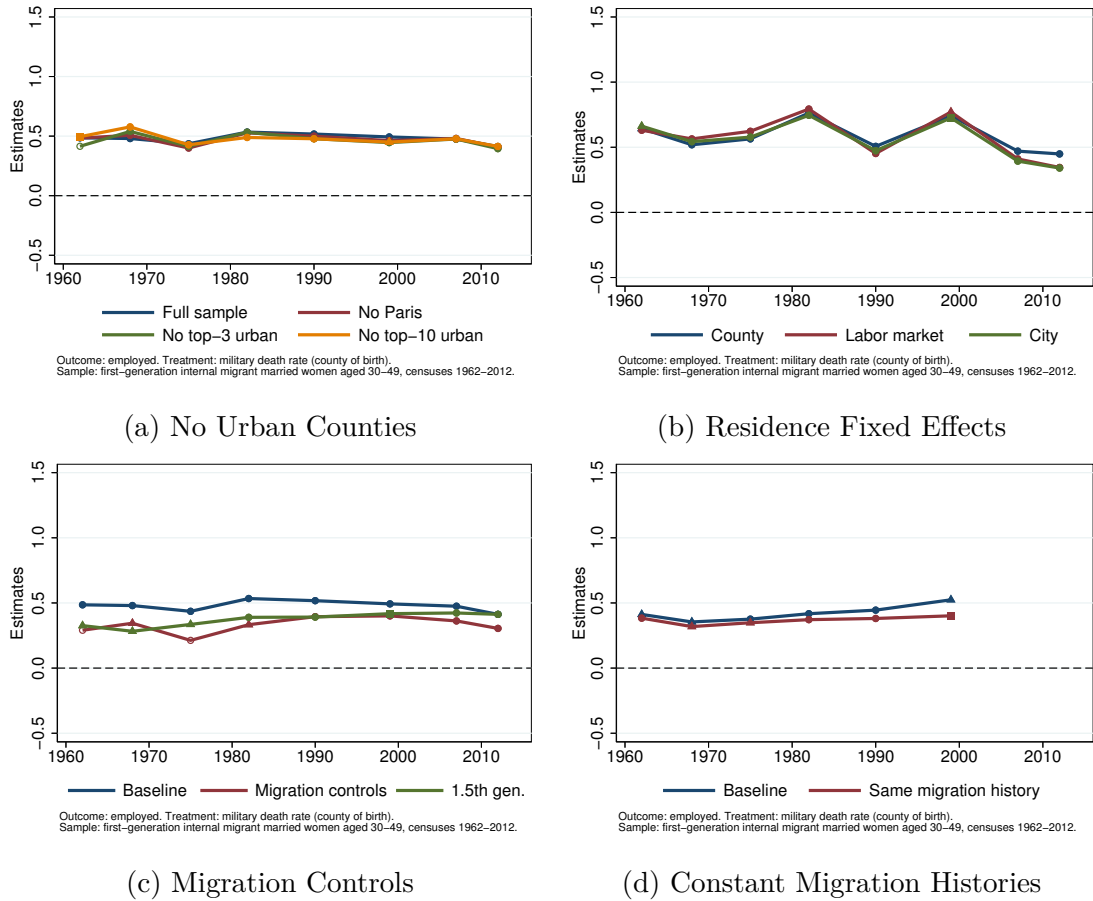 1.5
1.0
0.5
0.0
−0.5
Estimates
1960 1970 1980 1990 2000 2010
Full sample No Paris
No top−3 urban No top−10 urban
Outcome: employed. Treatment: military death rate (county of birth).
Sample: first−generation internal migrant married women aged 30−49, censuses 1962−2012.
(a) No Urban Counties
1.5
1.0
0.5
0.0
−0.5
Estimates
1960 1970 1980 1990 2000 2010
County Labor market City
Outcome: employed. Treatment: military death rate (county of birth).
Sample: first−generation internal migrant married women aged 30−49, censuses 1962−2012.
(b) Residence Fixed Effects
1.5
1.0
0.5
0.0
−0.5
Estimates
1960 1970 1980 1990 2000 2010
Baseline Migration controls 1.5th gen.
Outcome: employed. Treatment: military death rate (county of birth).
Sample: first−generation internal migrant married women aged 30−49, censuses 1962−2012.
(c) Migration Controls
1.5
1.0
0.5
0.0
−0.5
Estimates
1960 1970 1980 1990 2000 2010
Baseline Same migration history
Outcome: employed. Treatment: military death rate (county of birth).
Sample: first−generation internal migrant married women aged 30−49, censuses 1962−2012.
(d) Constant Migration Histories